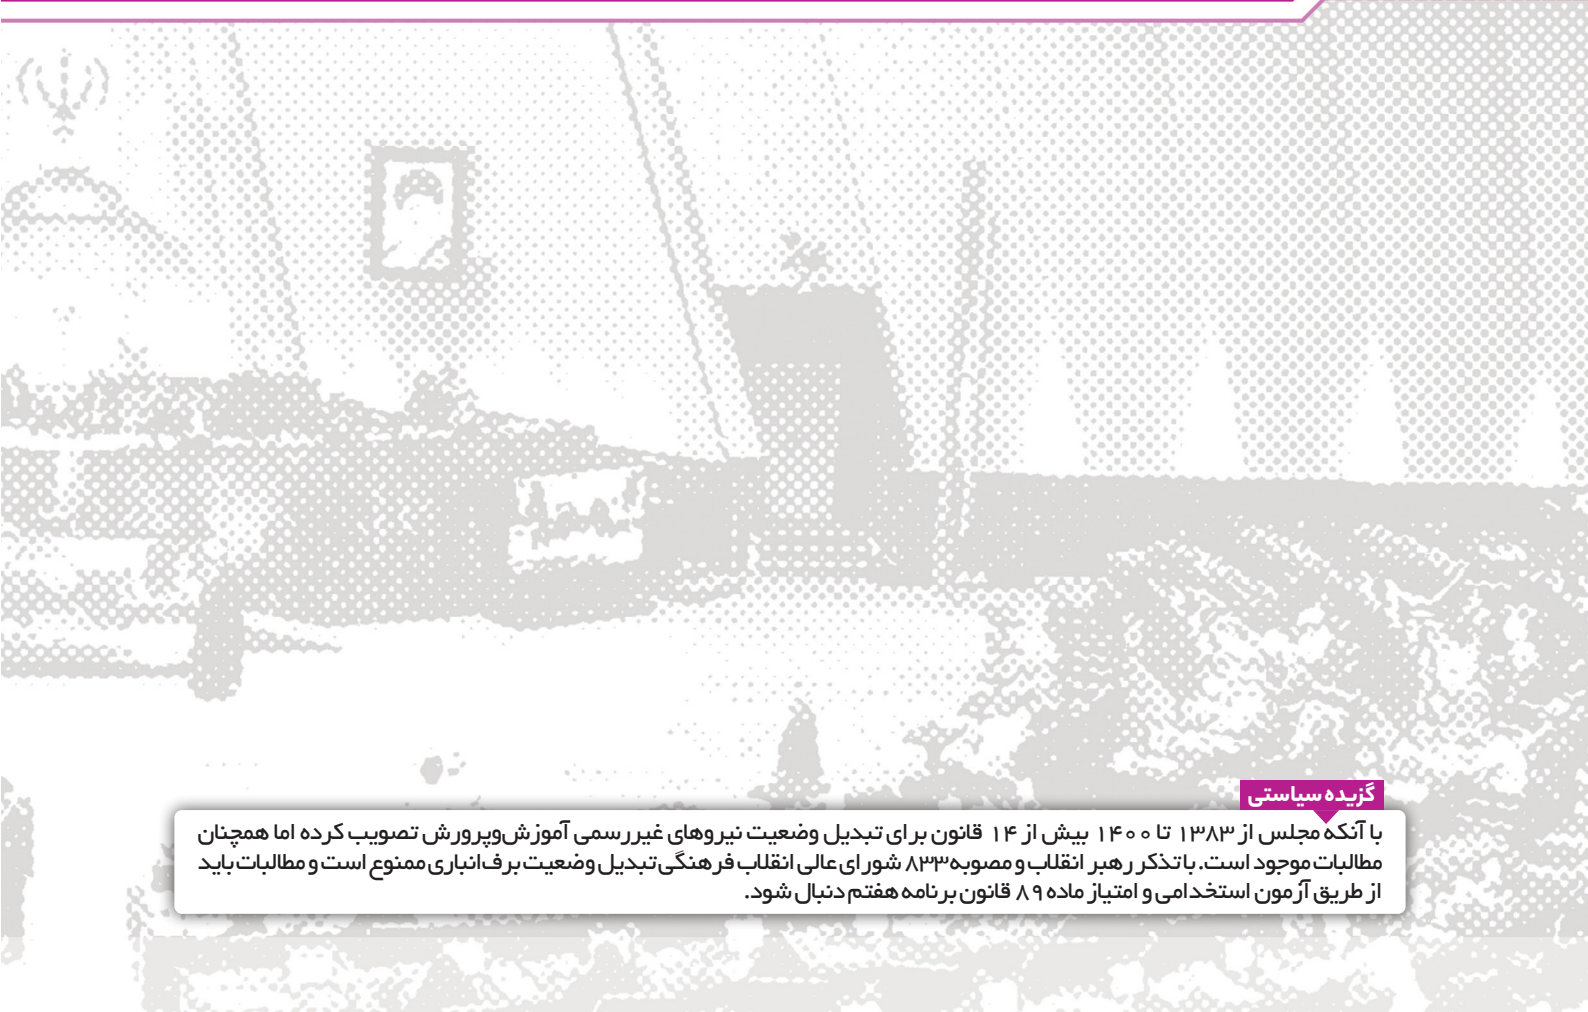 گزیده سیاستی
با آنکه مجلس از ۱۳۸۳ تا ۱۴۰۰ بیش از ۱۴ قانون برای تبدیل وضعیت نیروهای غیررسمی آموزش‌وپرورش تصویب کرده اما همچنان
مطالبات موجود است. با تذکر رهبر انقلاب و مصوبه ۸۳۳ شورای عالی انقلاب فرهنگی تبدیل وضعیت برف‌انباری ممنوع است و مطالبات باید
از طریق آزمون استخدامی و امتیاز ماده ۸۹ قانون برنامه هفتم دنبال شود.